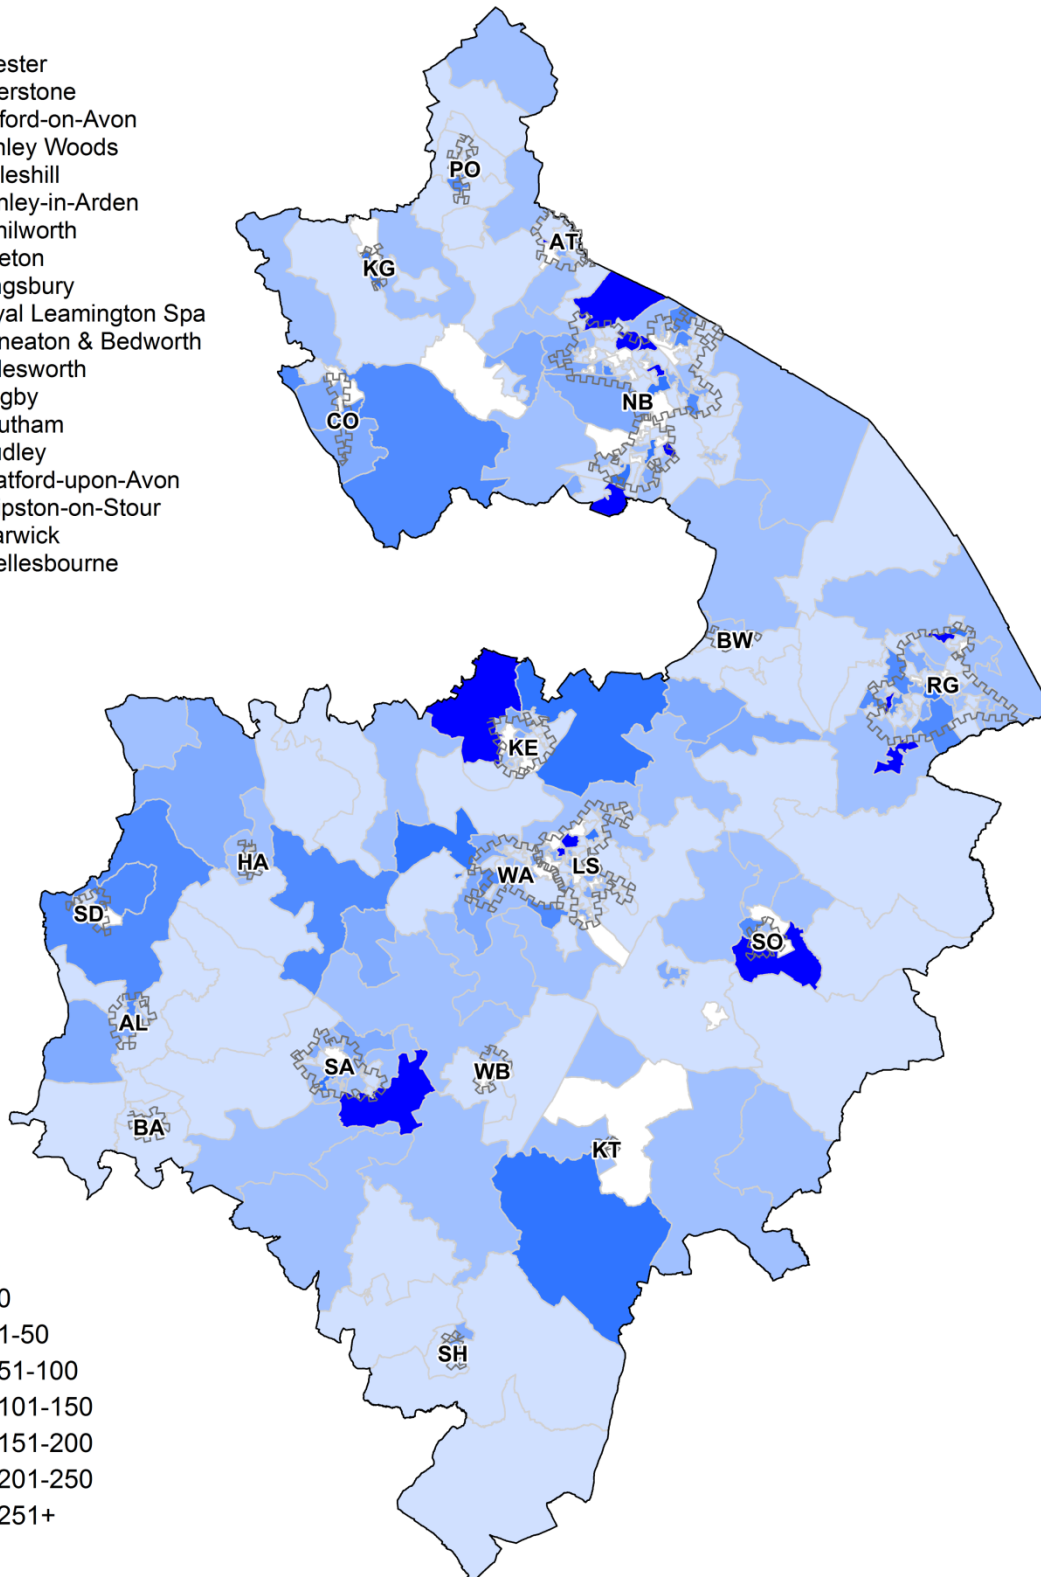 ester
erstone
ford-on-Avon
nley Woods
leshill
nley-in-Arden
nilworth
eton
ngsbury
yal Leamington Spa
neaton & Bedworth
lesworth
gby
utham
udley
atford-upon-Avon
ipston-on-Stour
arwick
ellesbourne
PO
AT
KG
NB
CO
BW
RG
KE
HA
WA
LS
SD
SO
AL
SA
WB
BA
KT
SH
0
1-50
51-100
101-150
151-200
201-250
251+